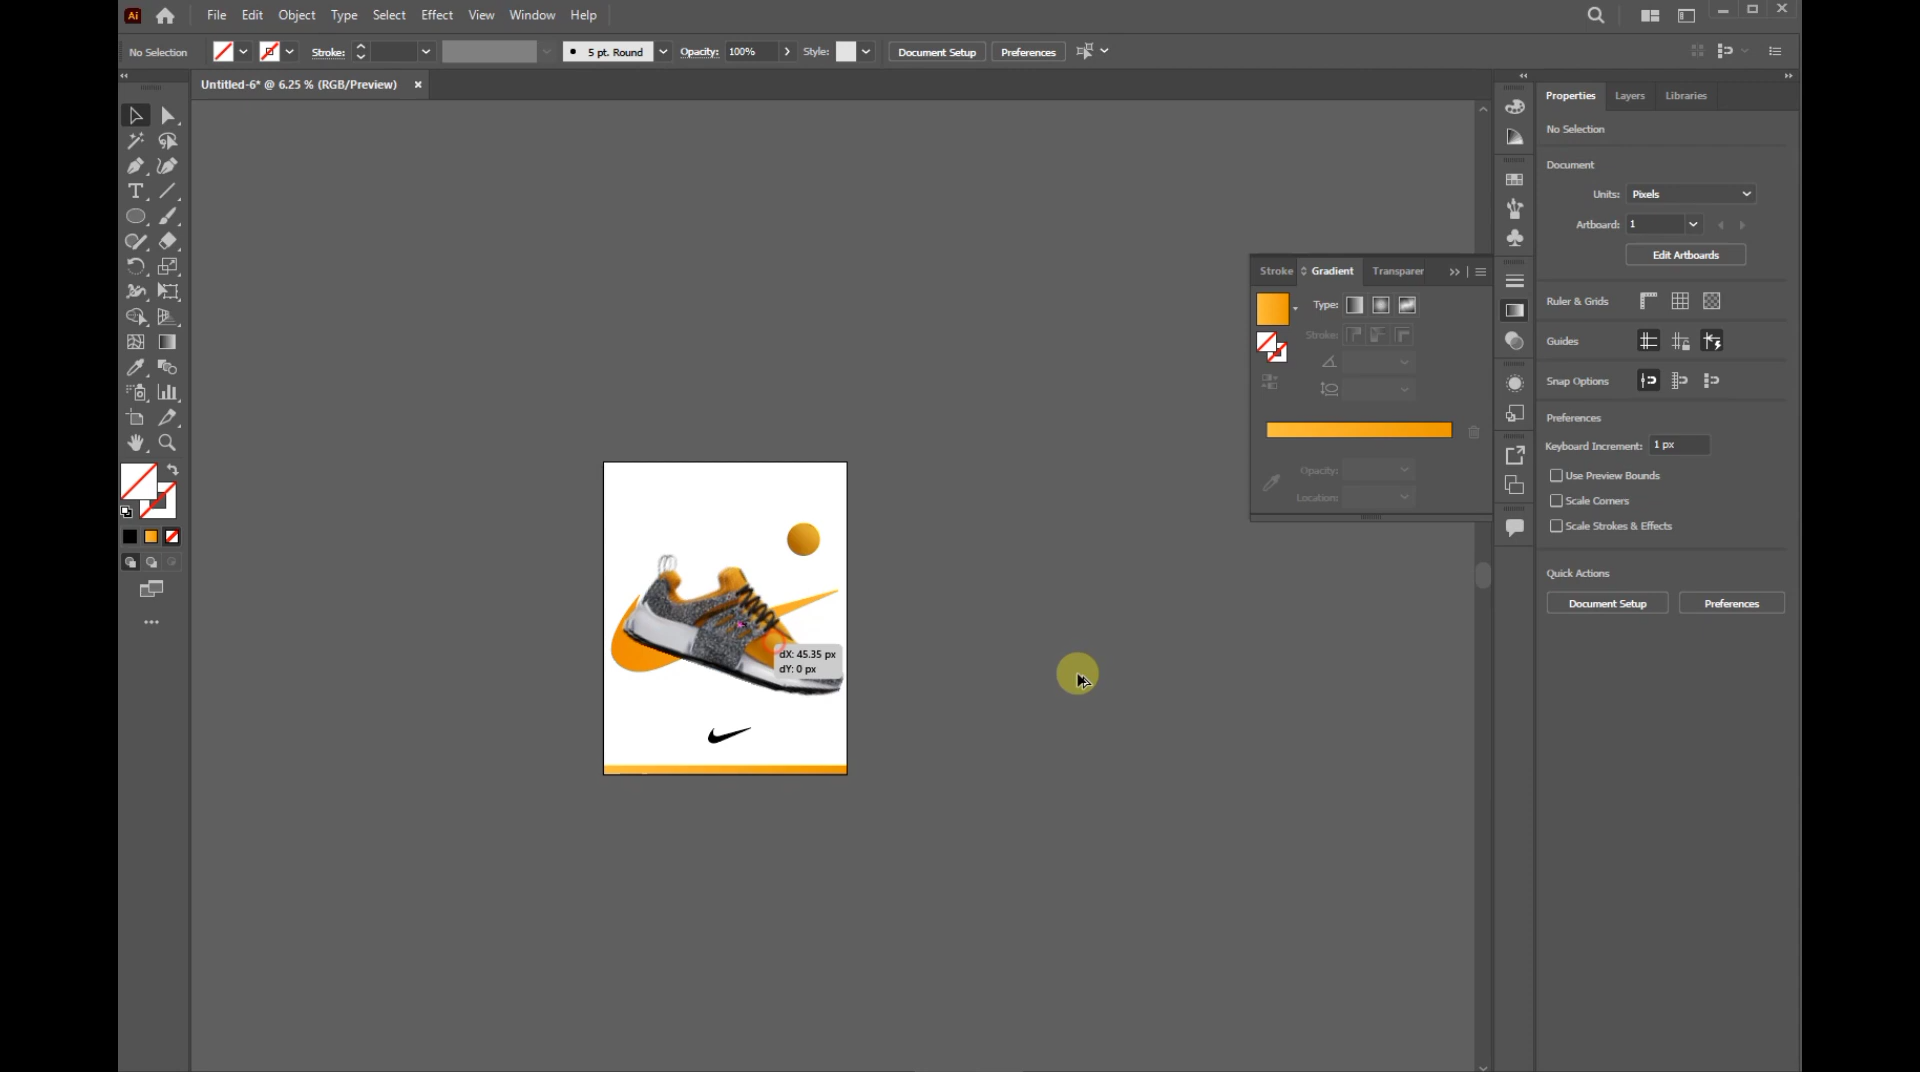 Ai File Edit Object Type Select Effect View Window Help
No Selection Stroke: 5 pt. Round Opacity: 100% Style: Document Setup Preferences
Untitled-6* @ 6.25 % (RGB/Preview)
Properties Layers Libraries
No Selection
Document
Units: Pixels
Artboard: 1
Edit Artboards
Ruler & Grids
Guides
Snap Options
Preferences
Keyboard Increment: 1 px
Use Preview Bounds
Scale Corners
Scale Strokes & Effects
Quick Actions
Document Setup Preferences
Stroke Gradient Transparer
Type:
Stroke:
Opacity:
Location:
dX: 45.35 px
dY: 0 px